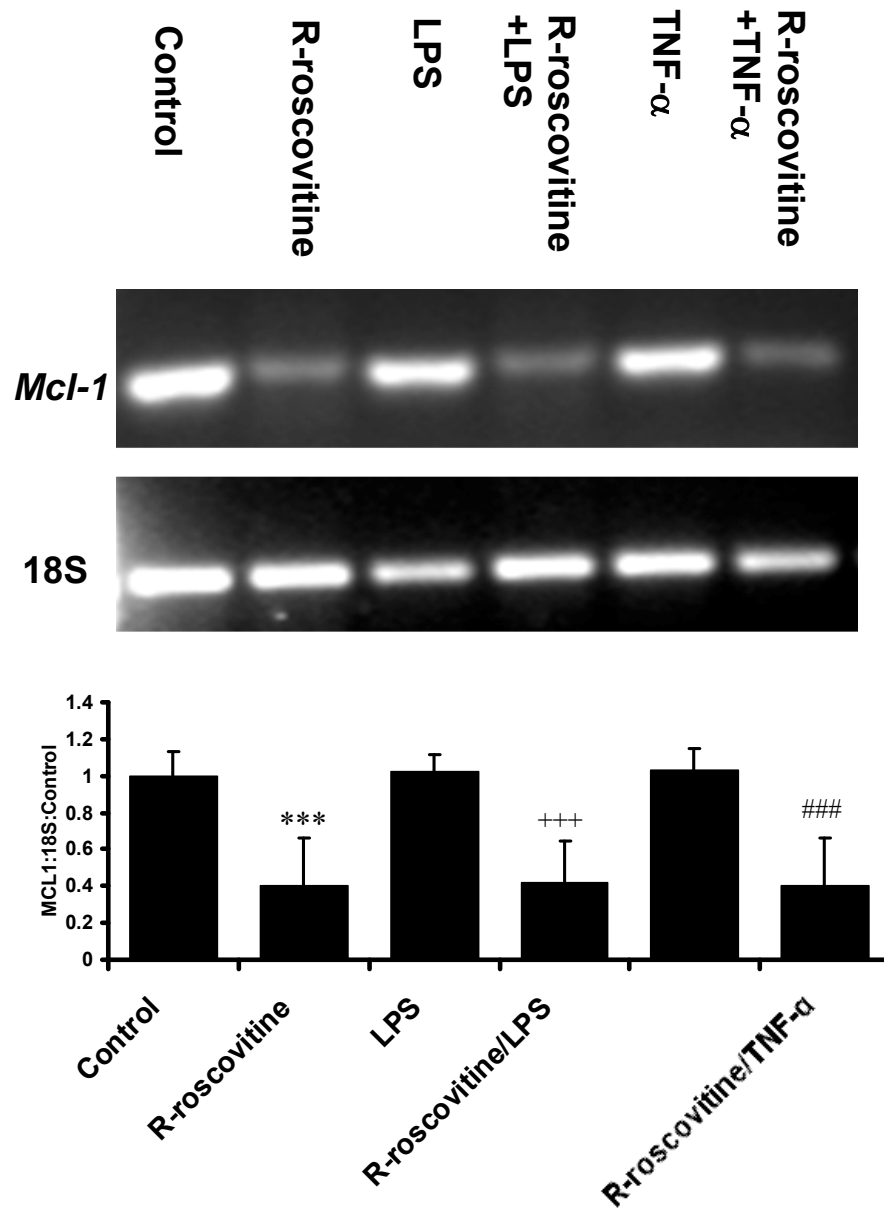 Control
R-roscovitine
LPS
R-roscovitine
+LPS
TNF-α
R-roscovitine
+TNF-α
Mcl-1
18S
MCL1:18S:Control
1.4
1.2
1
0.8
0.6
0.4
0.2
0
***
+++
###
Control
R-roscovitine
LPS
R-roscovitine/LPS
R-roscovitine/TNF-α